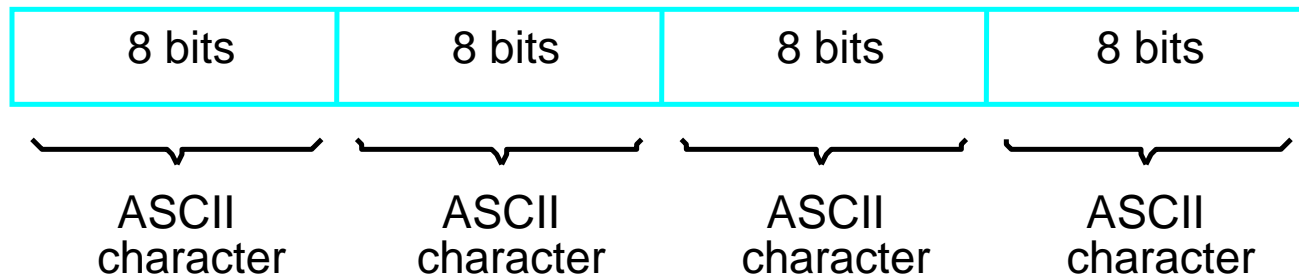 8 bits 8 bits 8 bits 8 bits
ASCII ASCII ASCII ASCII
character character character character